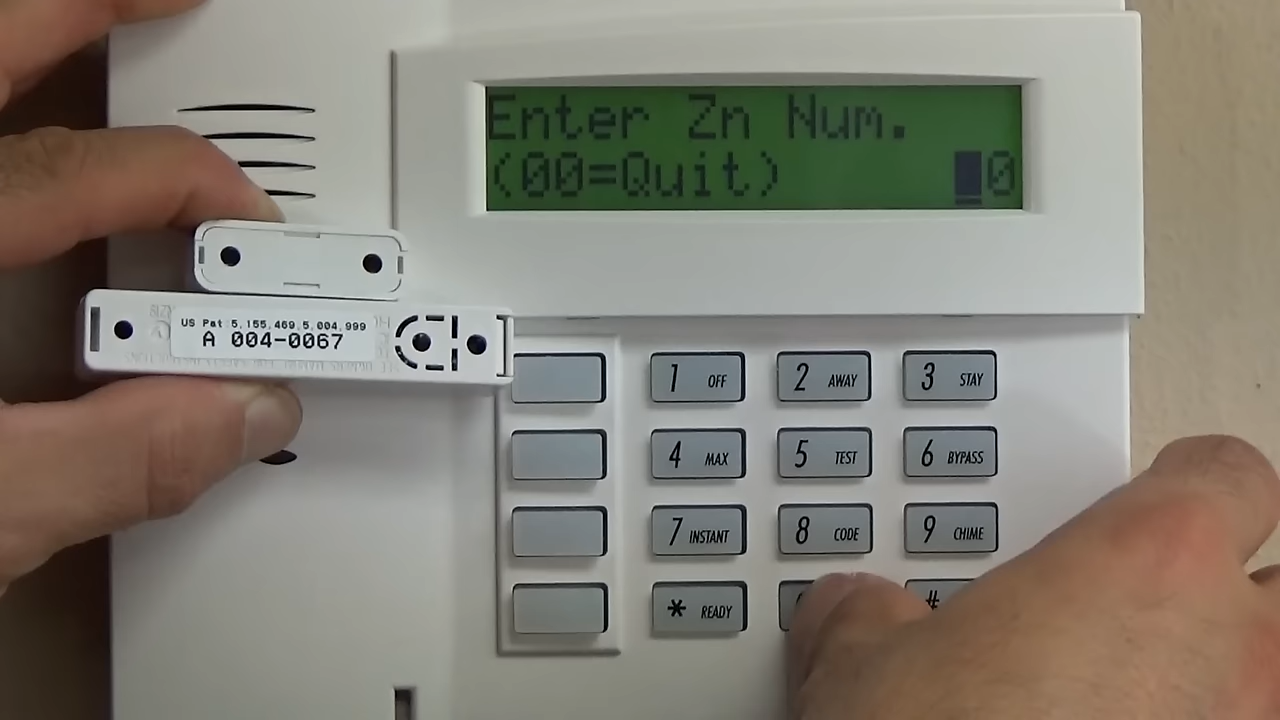 Enter Zn Num.
(00=Quit) 0
US Pat 5,155,469,5,004,999
A 004-0067
1 OFF
2 AWAY
3 STAY
4 MAX
5 TEST
6 BYPASS
7 INSTANT
8 CODE
9 CHIME
* READY
#